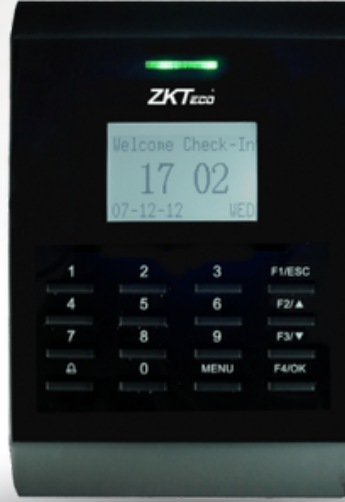 ZKTeco
Welcome Check-In
17 02
07-12-12 WED
1 2 3 F1/ESC
4 5 6 F2/▲
7 8 9 F3/▼
0 MENU F4/OK